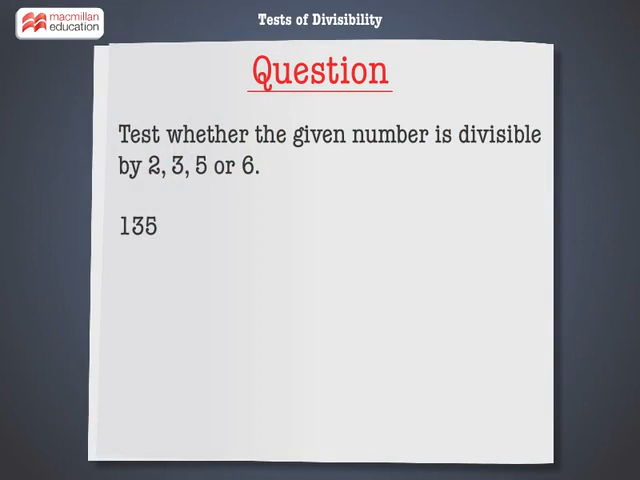 macmillan
education
Tests of Divisibility
Question
Test whether the given number is divisible
by 2, 3, 5 or 6.
135